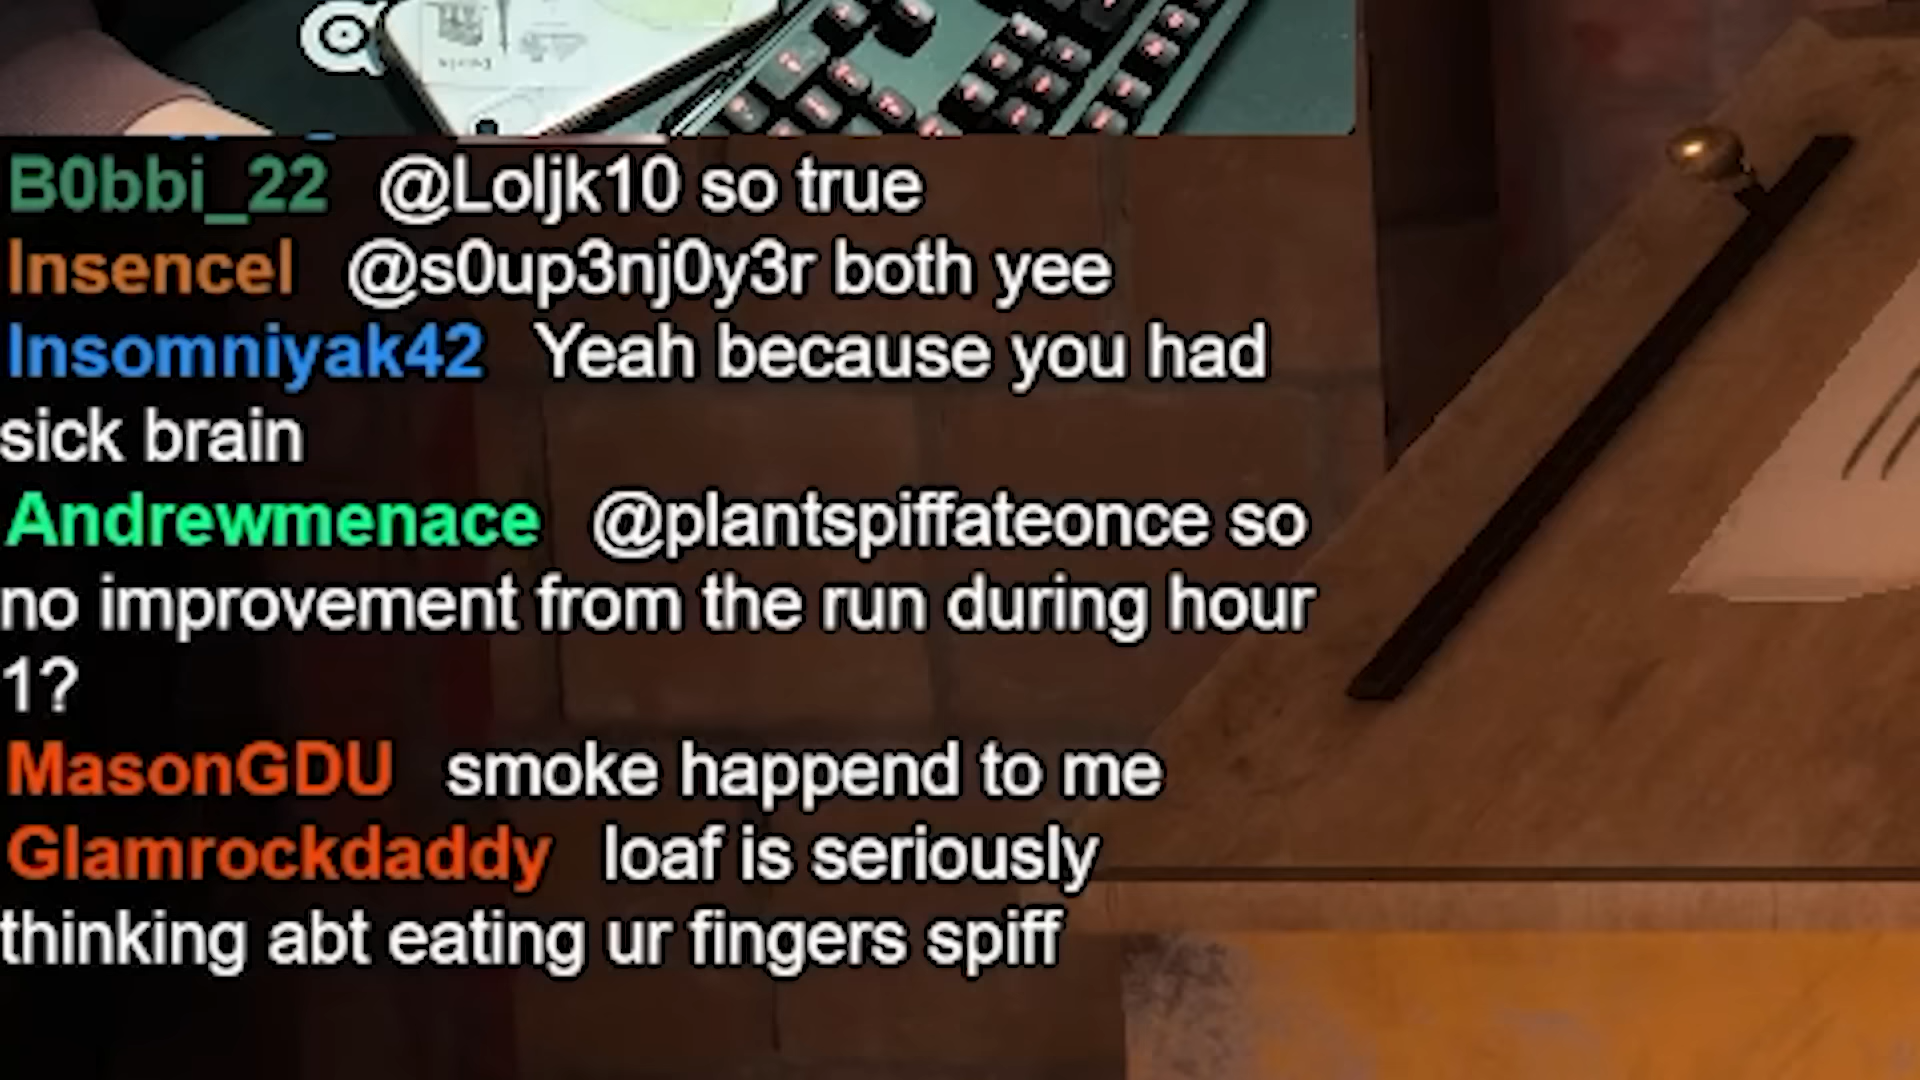 B0bbi_22 @Loljk10 so true
Insencel @s0up3nj0y3r both yee
Insomniyak42 Yeah because you had
sick brain
Andrewmenace @plantspiffateonce so
no improvement from the run during hour
1?
MasonGDU smoke happend to me
Glamrockdaddy loaf is seriously
thinking abt eating ur fingers spiff